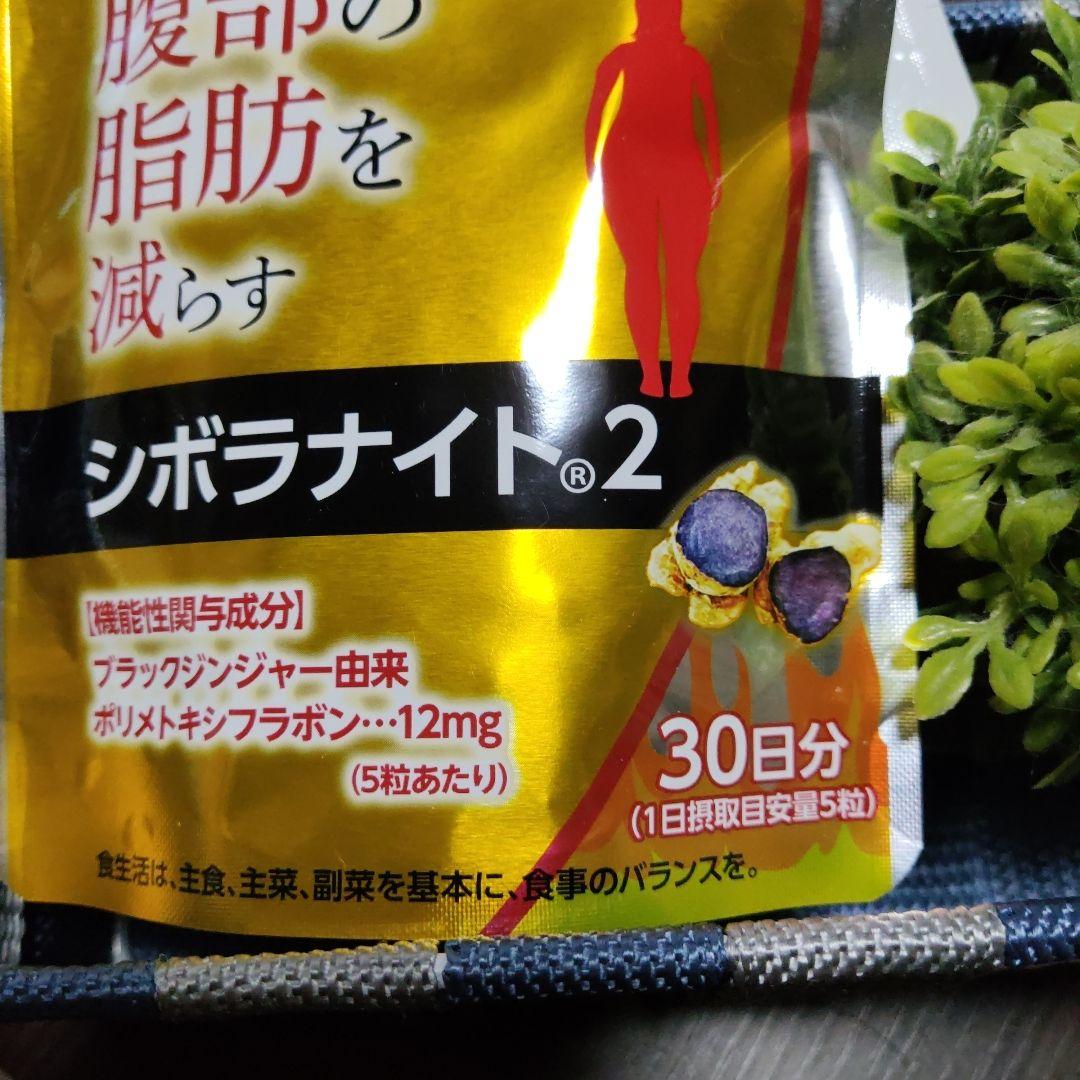 腹部の
脂肪を
減らす
シボラナイト®2
【機能性関与成分】
ブラックジンジャー由来
ポリメトキシフラボン…12mg
(5粒あたり)
30日分
(1日摂取目安量5粒)
食生活は、主食、主菜、副菜を基本に、食事のバランスを。